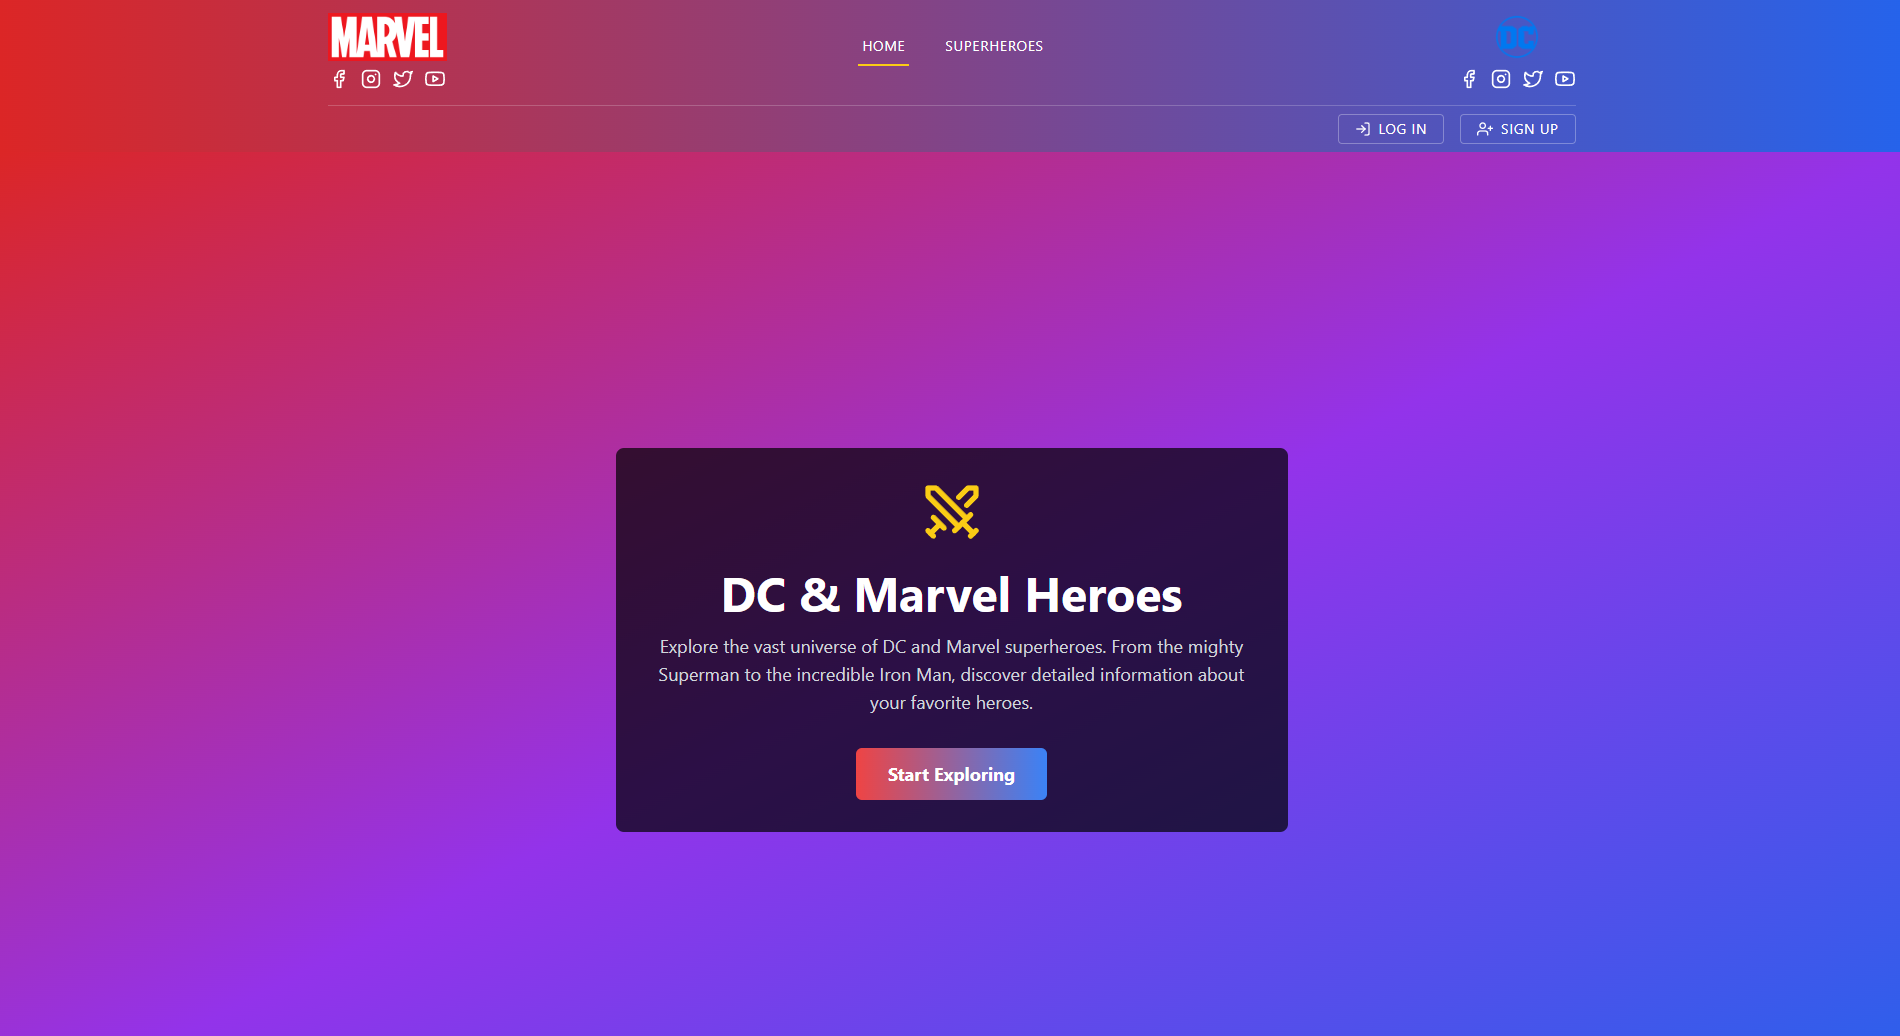 MARVEL
HOME
SUPERHEROES
DC
LOG IN
SIGN UP
DC & Marvel Heroes
Explore the vast universe of DC and Marvel superheroes. From the mighty
Superman to the incredible Iron Man, discover detailed information about
your favorite heroes.
Start Exploring